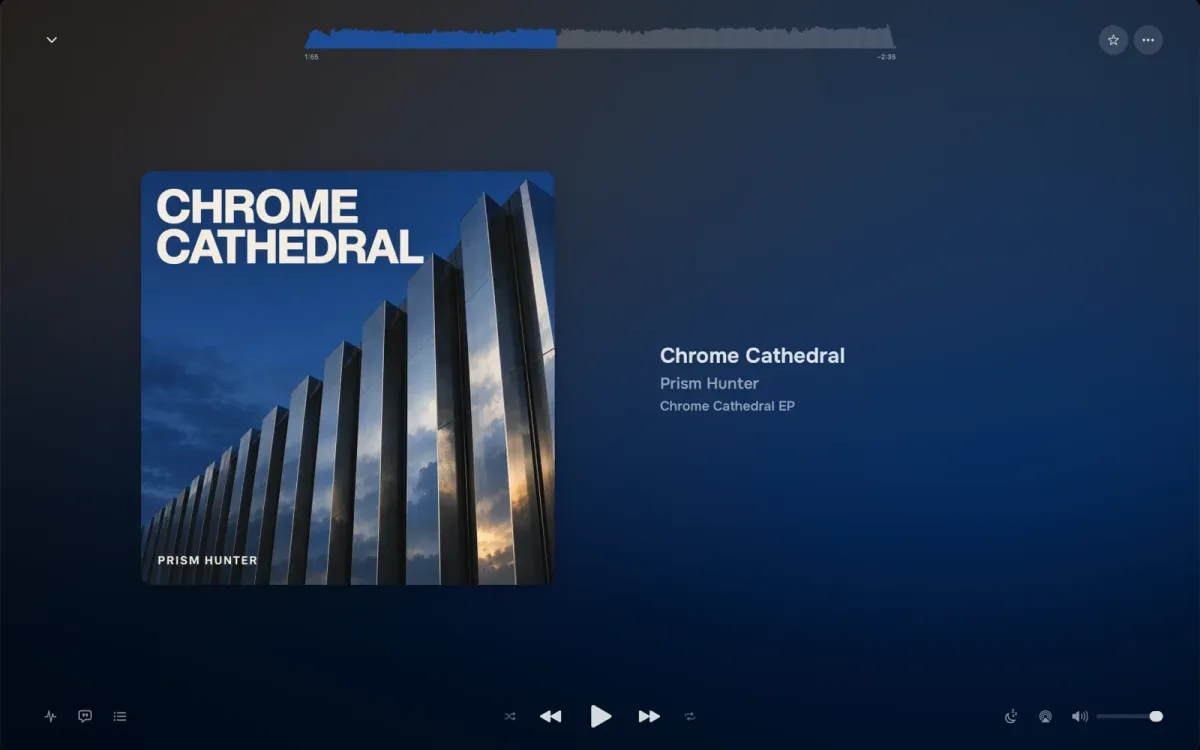 1:55
-2:35
CHROME
CATHEDRAL
PRISM HUNTER
Chrome Cathedral
Prism Hunter
Chrome Cathedral EP